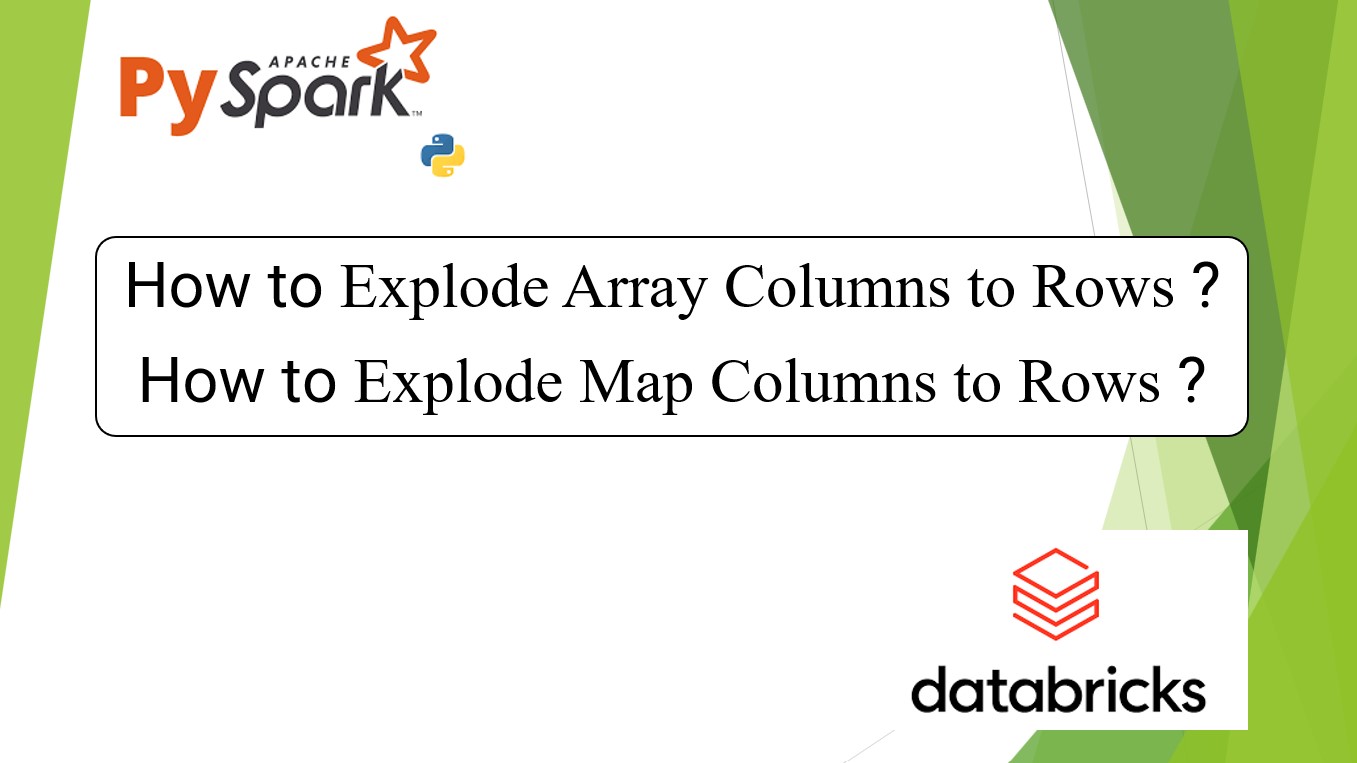 APACHE
PySpark™
How to Explode Array Columns to Rows ?
How to Explode Map Columns to Rows ?
databricks